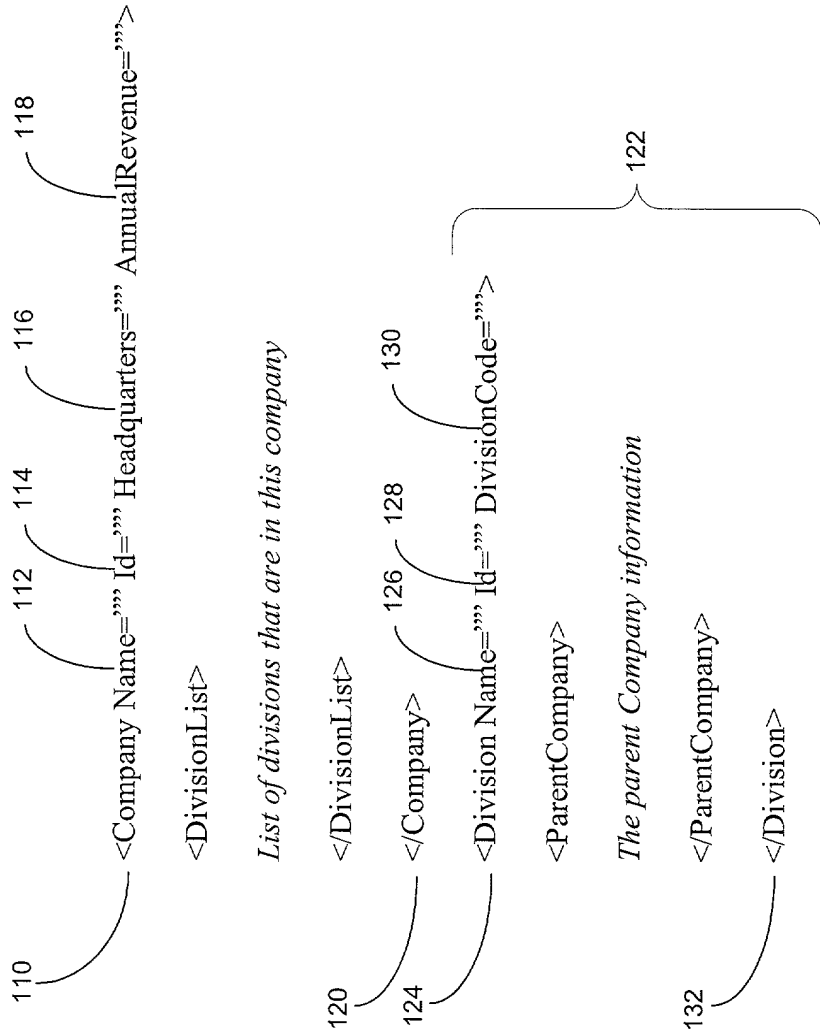 112 114 116 118
110 <Company Name="" Id="" Headquarters="" AnnualRevenue="">
<DivisionList>
List of divisions that are in this company
</DivisionList>
120 </Company>
126 128 130
124 <Division Name="" Id="" DivisionCode="">
<ParentCompany>
The parent Company information
122
</ParentCompany>
132 </Division>